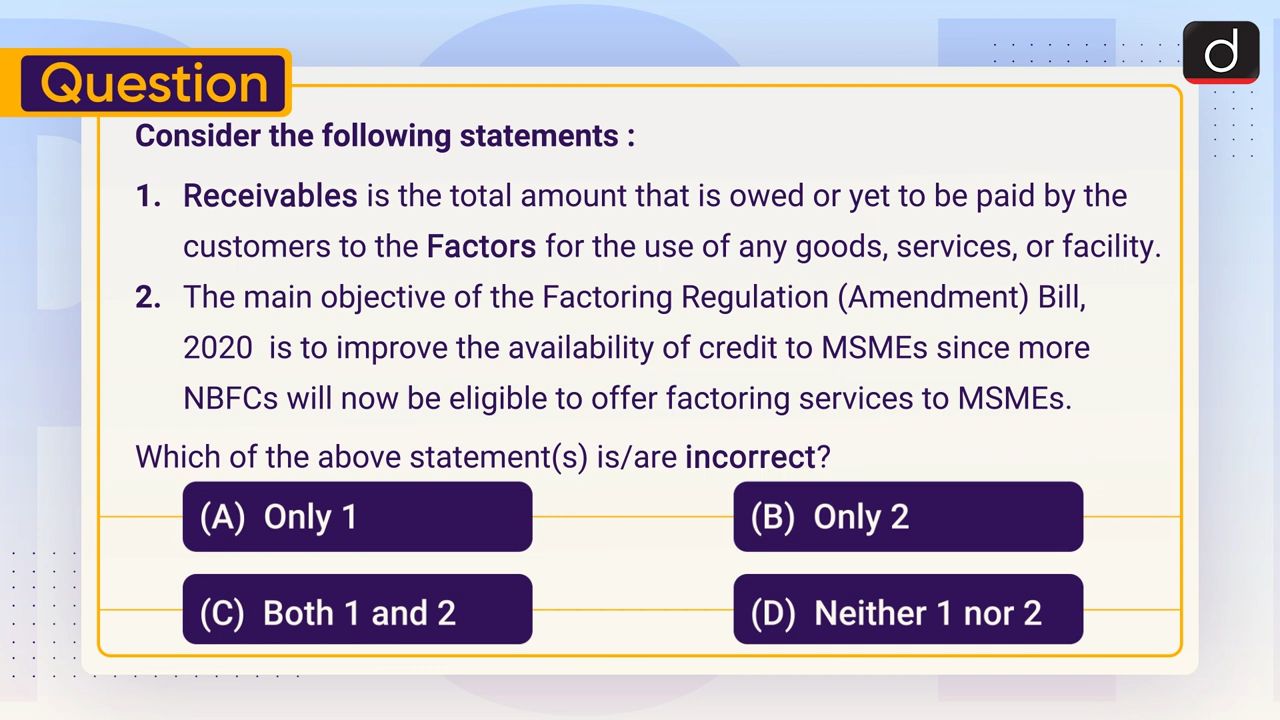 d
Question
Consider the following statements :
1. Receivables is the total amount that is owed or yet to be paid by the
customers to the Factors for the use of any goods, services, or facility.
2. The main objective of the Factoring Regulation (Amendment) Bill,
2020 is to improve the availability of credit to MSMEs since more
NBFCs will now be eligible to offer factoring services to MSMEs.
Which of the above statement(s) is/are incorrect?
(A) Only 1
(B) Only 2
(C) Both 1 and 2
(D) Neither 1 nor 2